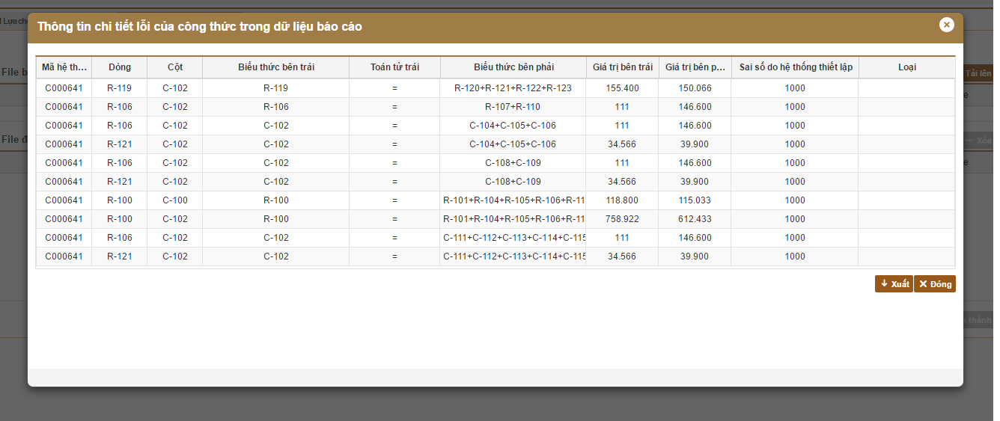 l Lựa chọ
Thông tin chi tiết lỗi của công thức trong dữ liệu báo cáo
File b
Tải lên
e
File đ
Xóa
e
thành
Mã hệ th... Dòng Cột Biểu thức bên trái Toán tử trái Biểu thức bên phải Giá trị bên trái Giá trị bên p... Sai số do hệ thống thiết lập Loại
C000641 R-119 C-102 R-119 = R-120+R-121+R-122+R-123 155.400 150.066 1000
C000641 R-106 C-102 R-106 = R-107+R-110 111 146.600 1000
C000641 R-106 C-102 C-102 = C-104+C-105+C-106 111 146.600 1000
C000641 R-121 C-102 C-102 = C-104+C-105+C-106 34.566 39.900 1000
C000641 R-106 C-102 C-102 = C-108+C-109 111 146.600 1000
C000641 R-121 C-102 C-102 = C-108+C-109 34.566 39.900 1000
C000641 R-100 C-100 R-100 = R-101+R-104+R-105+R-106+R-11 118.800 115.033 1000
C000641 R-100 C-102 R-100 = R-101+R-104+R-105+R-106+R-11 758.922 612.433 1000
C000641 R-106 C-102 C-102 = C-111+C-112+C-113+C-114+C-115 111 146.600 1000
C000641 R-121 C-102 C-102 = C-111+C-112+C-113+C-114+C-115 34.566 39.900 1000
Xuất Đóng